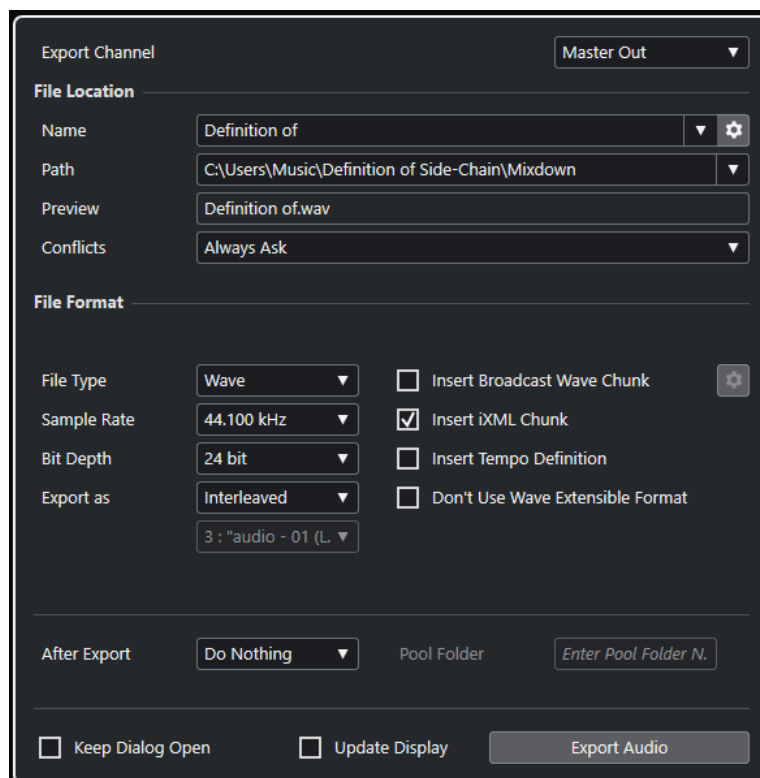 Export Channel Master Out
File Location
Name Definition of
Path C:\Users\Music\Definition of Side-Chain\Mixdown
Preview Definition of.wav
Conflicts Always Ask
File Format
File Type Wave Insert Broadcast Wave Chunk
Sample Rate 44.100 kHz Insert iXML Chunk
Bit Depth 24 bit Insert Tempo Definition
Export as Interleaved Don't Use Wave Extensible Format
3 : "audio - 01 (L.
After Export Do Nothing Pool Folder Enter Pool Folder N.
Keep Dialog Open Update Display Export Audio